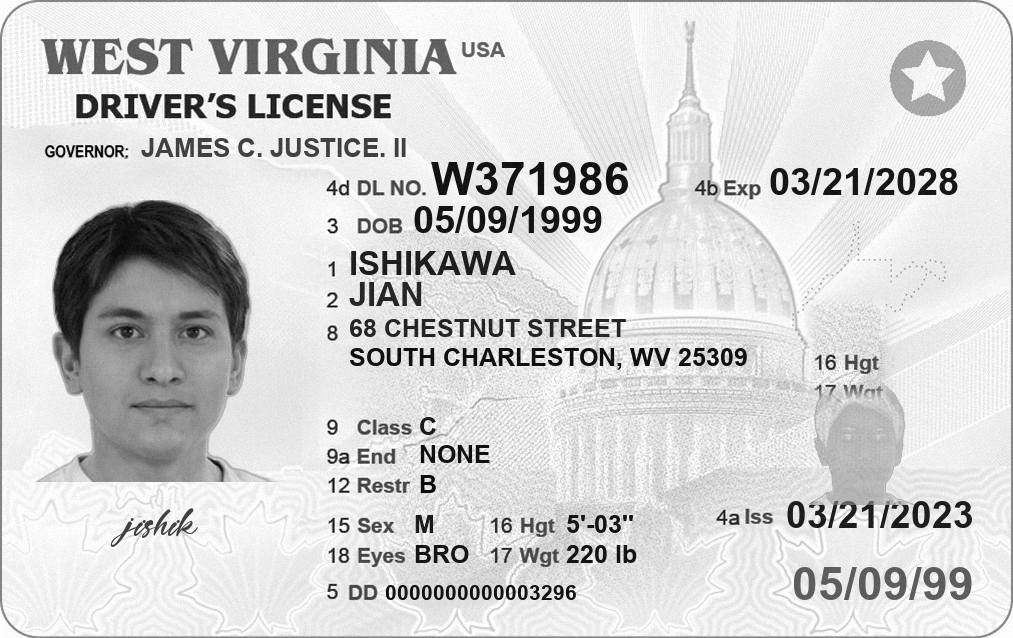 WEST VIRGINIA USA
DRIVER'S LICENSE
GOVERNOR: JAMES C. JUSTICE. II
4d DL NO. W371986 4b Exp 03/21/2028
3 DOB 05/09/1999
1 ISHIKAWA
2 JIAN
8 68 CHESTNUT STREET
SOUTH CHARLESTON, WV 25309
16 Hgt
17 Wgt
9 Class C
9a End NONE
12 Restr B
15 Sex M 16 Hgt 5'-03"
4a Iss 03/21/2023
18 Eyes BRO 17 Wgt 220 lb
5 DD 0000000000003296
05/09/99
jishik